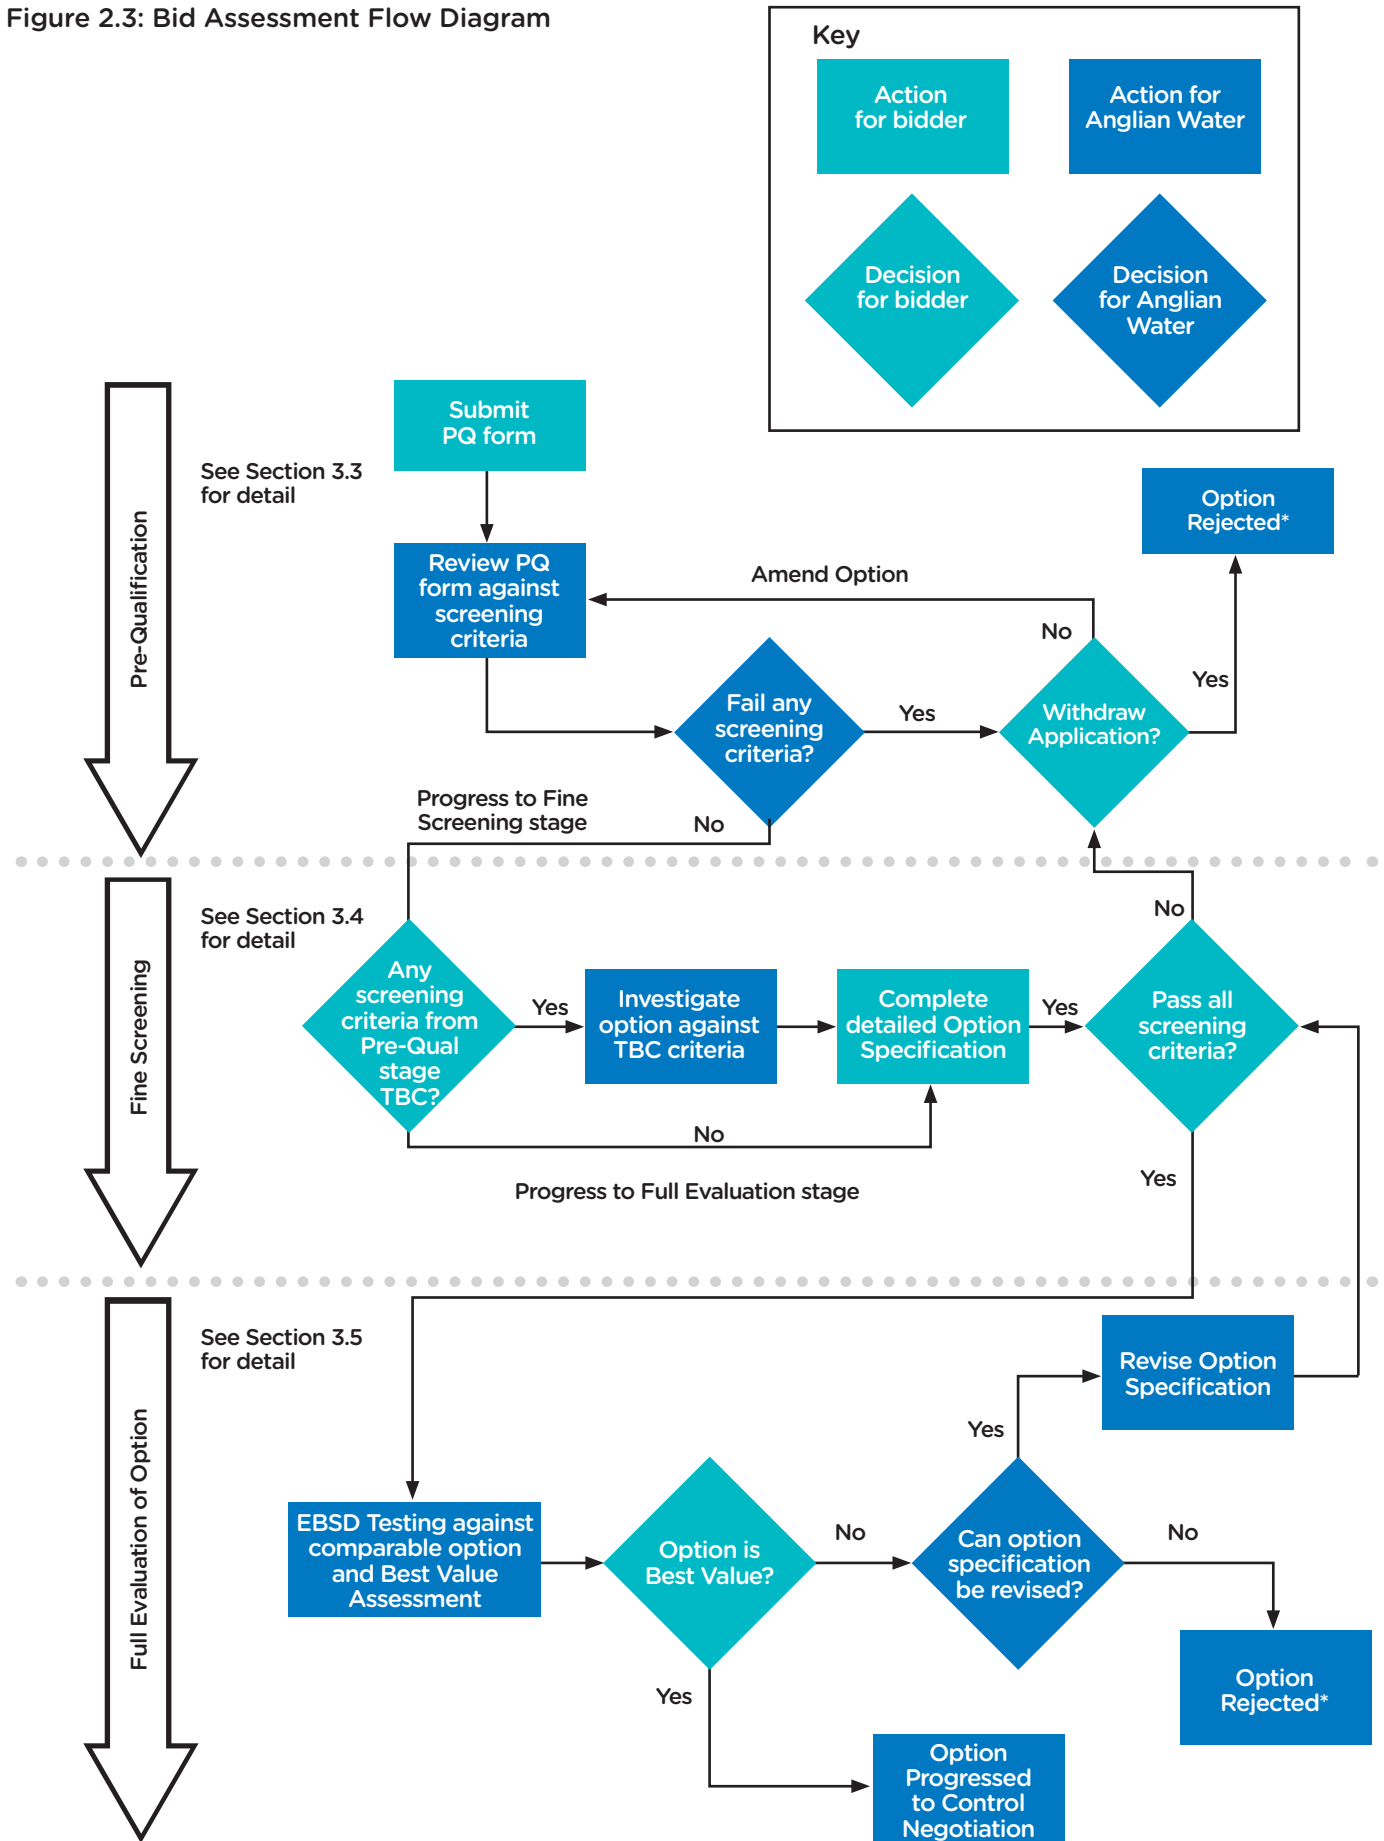 Figure 2.3: Bid Assessment Flow Diagram
Key
Action
for bidder
Action for
Anglian Water
Decision
for bidder
Decision
for Anglian
Water
Pre-Qualification
See Section 3.3
for detail
Submit
PQ form
Review PQ
form against
screening
criteria
Amend Option
Option
Rejected*
No
Yes
Fail any
screening
criteria?
Yes
Withdraw
Application?
Progress to Fine
Screening stage
No
Fine Screening
See Section 3.4
for detail
No
Any
screening
criteria from
Pre-Qual
stage
TBC?
Yes
Investigate
option against
TBC criteria
Complete
detailed Option
Specification
Yes
Pass all
screening
criteria?
No
Yes
Progress to Full Evaluation stage
Full Evaluation of Option
See Section 3.5
for detail
Revise Option
Specification
Yes
EBSD Testing against
comparable option
and Best Value
Assessment
Option is
Best Value?
No
Can option
specification
be revised?
No
Yes
Option
Rejected*
Option
Progressed
to Control
Negotiation